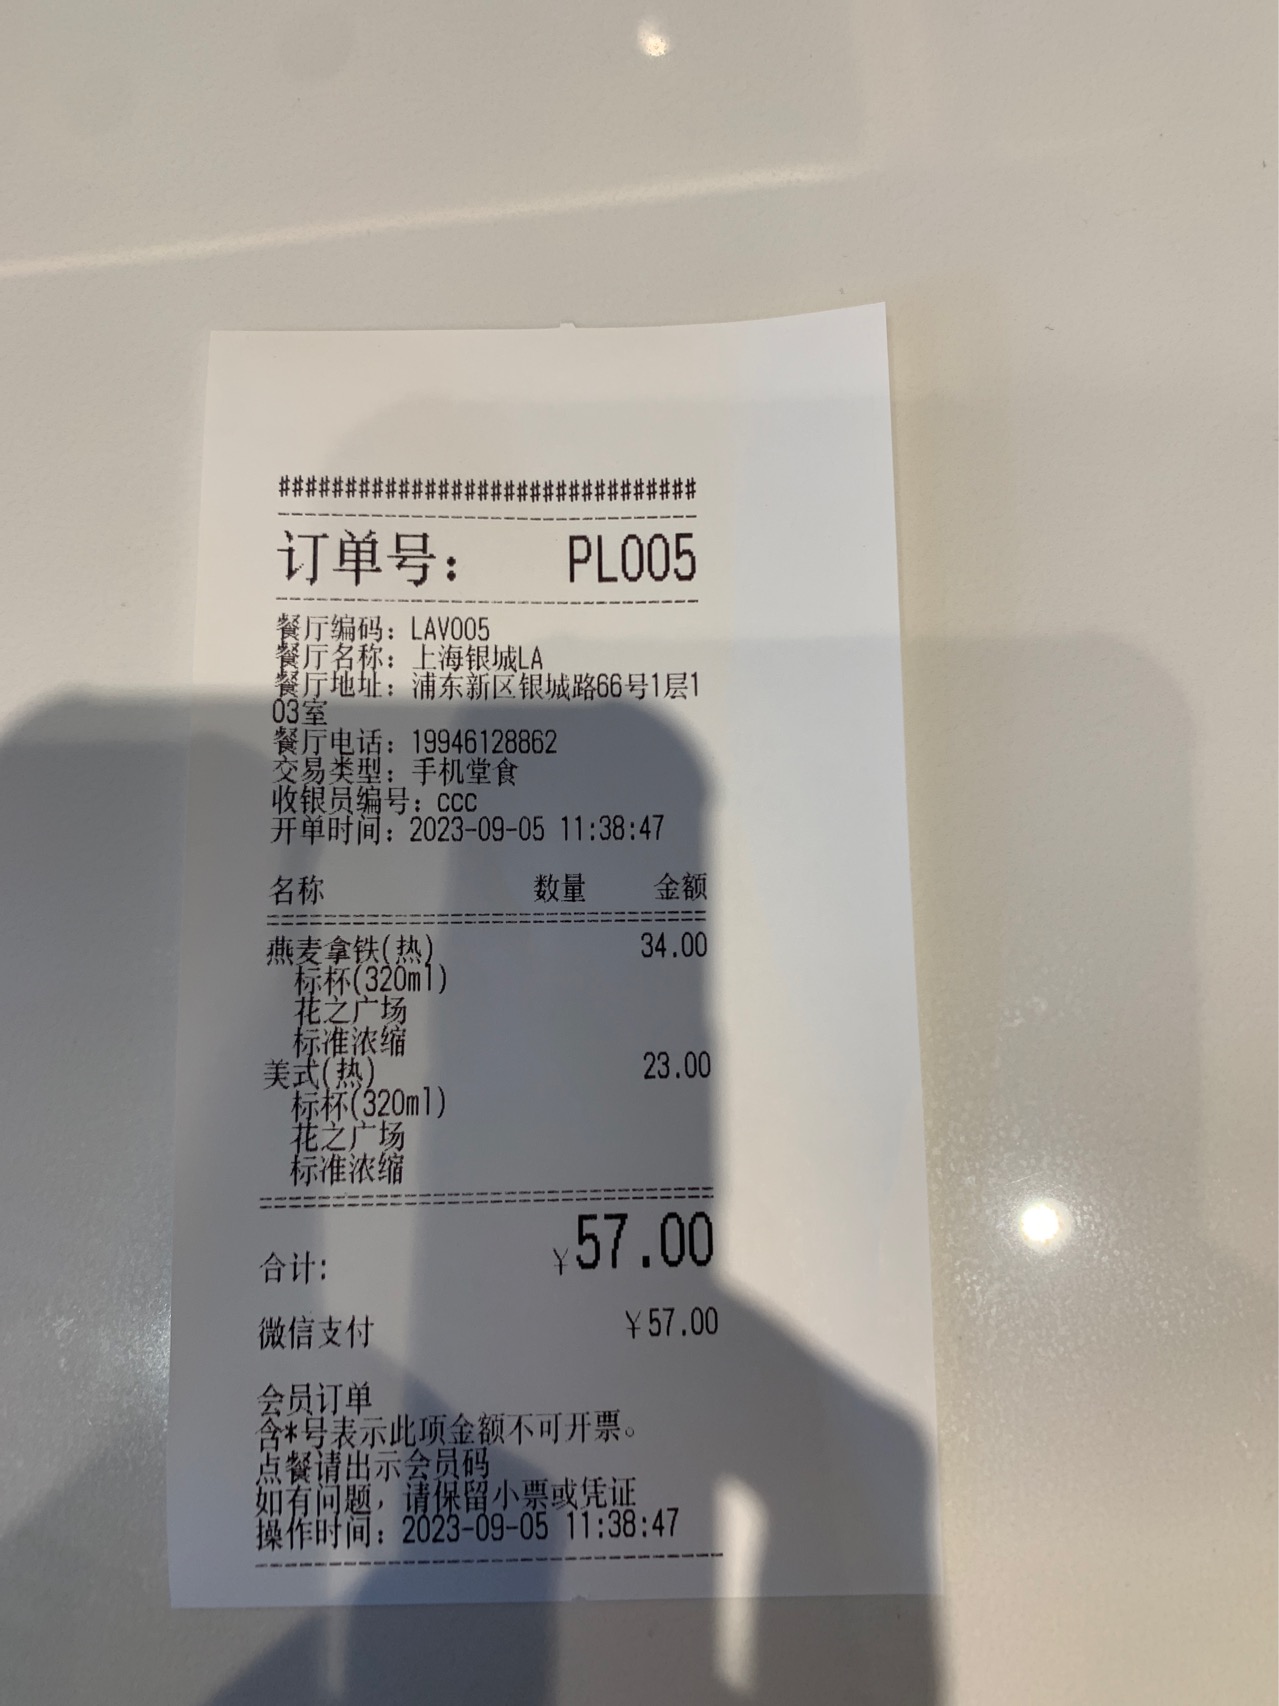 ################################
订单号： PL005
餐厅编码：LAV005
餐厅名称：上海银城LA
餐厅地址：浦东新区银城路66号1层1
03室
餐厅电话：19946128862
交易类型：手机堂食
收银员编号：ccc
开单时间：2023-09-05 11:38:47
名称 数量 金额
燕麦拿铁(热) 34.00
标杯(320ml)
花之广场
标准浓缩
美式(热) 23.00
标杯(320ml)
花之广场
标准浓缩
合计: ¥57.00
微信支付 ¥57.00
会员订单
含*号表示此项金额不可开票。
点餐请出示会员码
如有问题，请保留小票或凭证
操作时间：2023-09-05 11:38:47